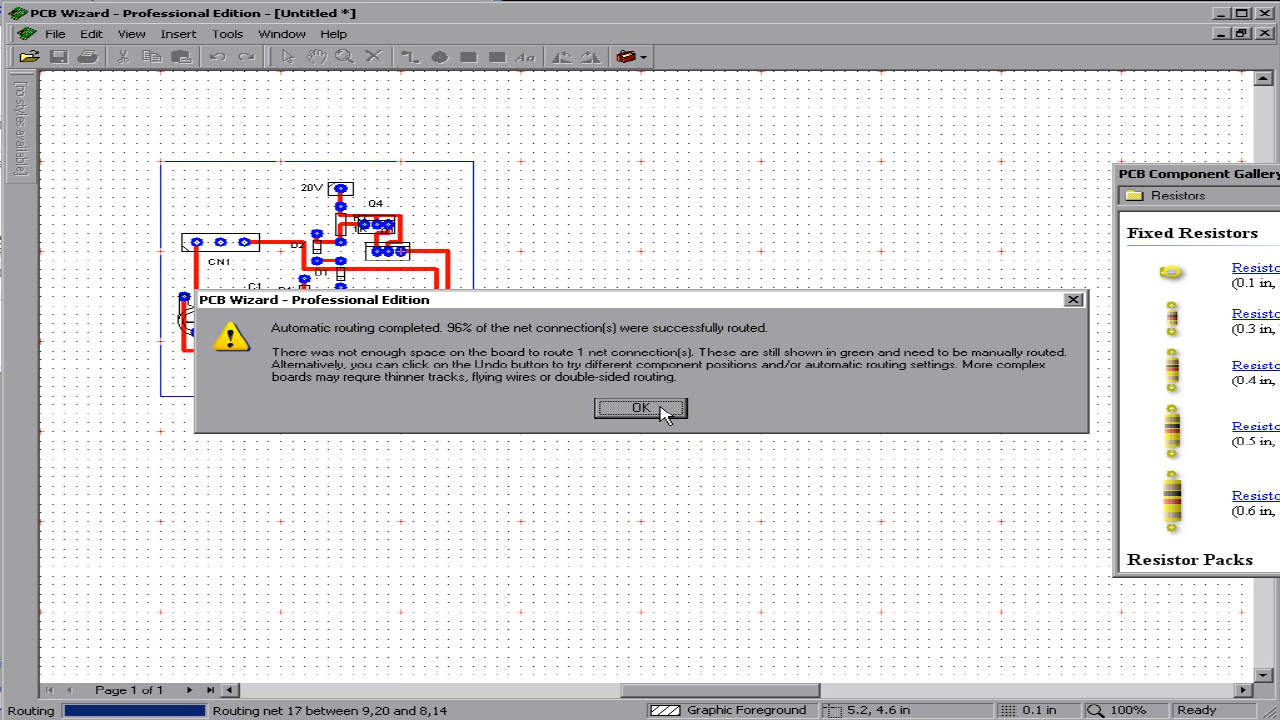 PCB Wizard - Professional Edition - [Untitled *]
File Edit View Insert Tools Window Help
Aa
[no styles available]
PCB Component Gallery
Resistors
Fixed Resistors
Resisto
(0.1 in,
Resisto
(0.3 in,
Resisto
(0.4 in,
Resisto
(0.5 in,
Resisto
(0.6 in,
Resistor Packs
20V
Q4
D2
CN1
D1
C1
PCB Wizard - Professional Edition
Automatic routing completed. 96% of the net connection(s) were successfully routed.
There was not enough space on the board to route 1 net connection(s). These are still shown in green and need to be manually routed.
Alternatively, you can click on the Undo button to try different component positions and/or automatic routing settings. More complex
boards may require thinner tracks, flying wires or double-sided routing.
OK
Page 1 of 1
Routing Routing net 17 between 9,20 and 8,14 Graphic Foreground 5.2, 4.6 in 0.1 in 100% Ready